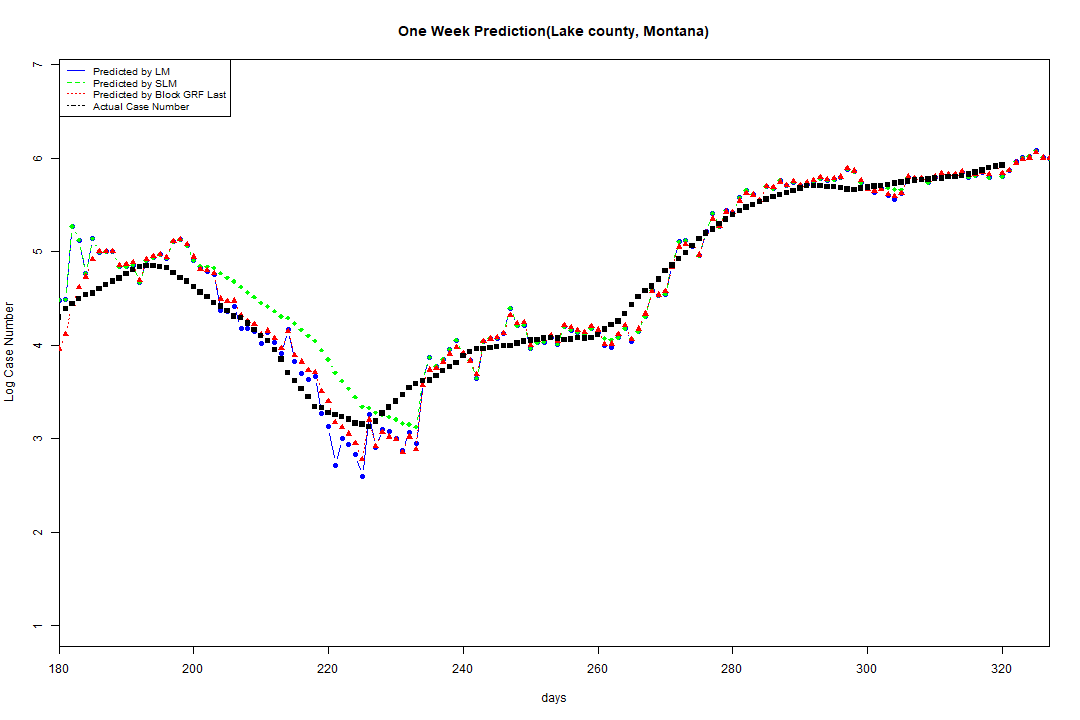 One Week Prediction(Lake county, Montana)
Predicted by LM
Predicted by SLM
Predicted by Block GRF Last
Actual Case Number
7
6
5
4
3
2
1
Log Case Number
180 200 220 240 260 280 300 320
days